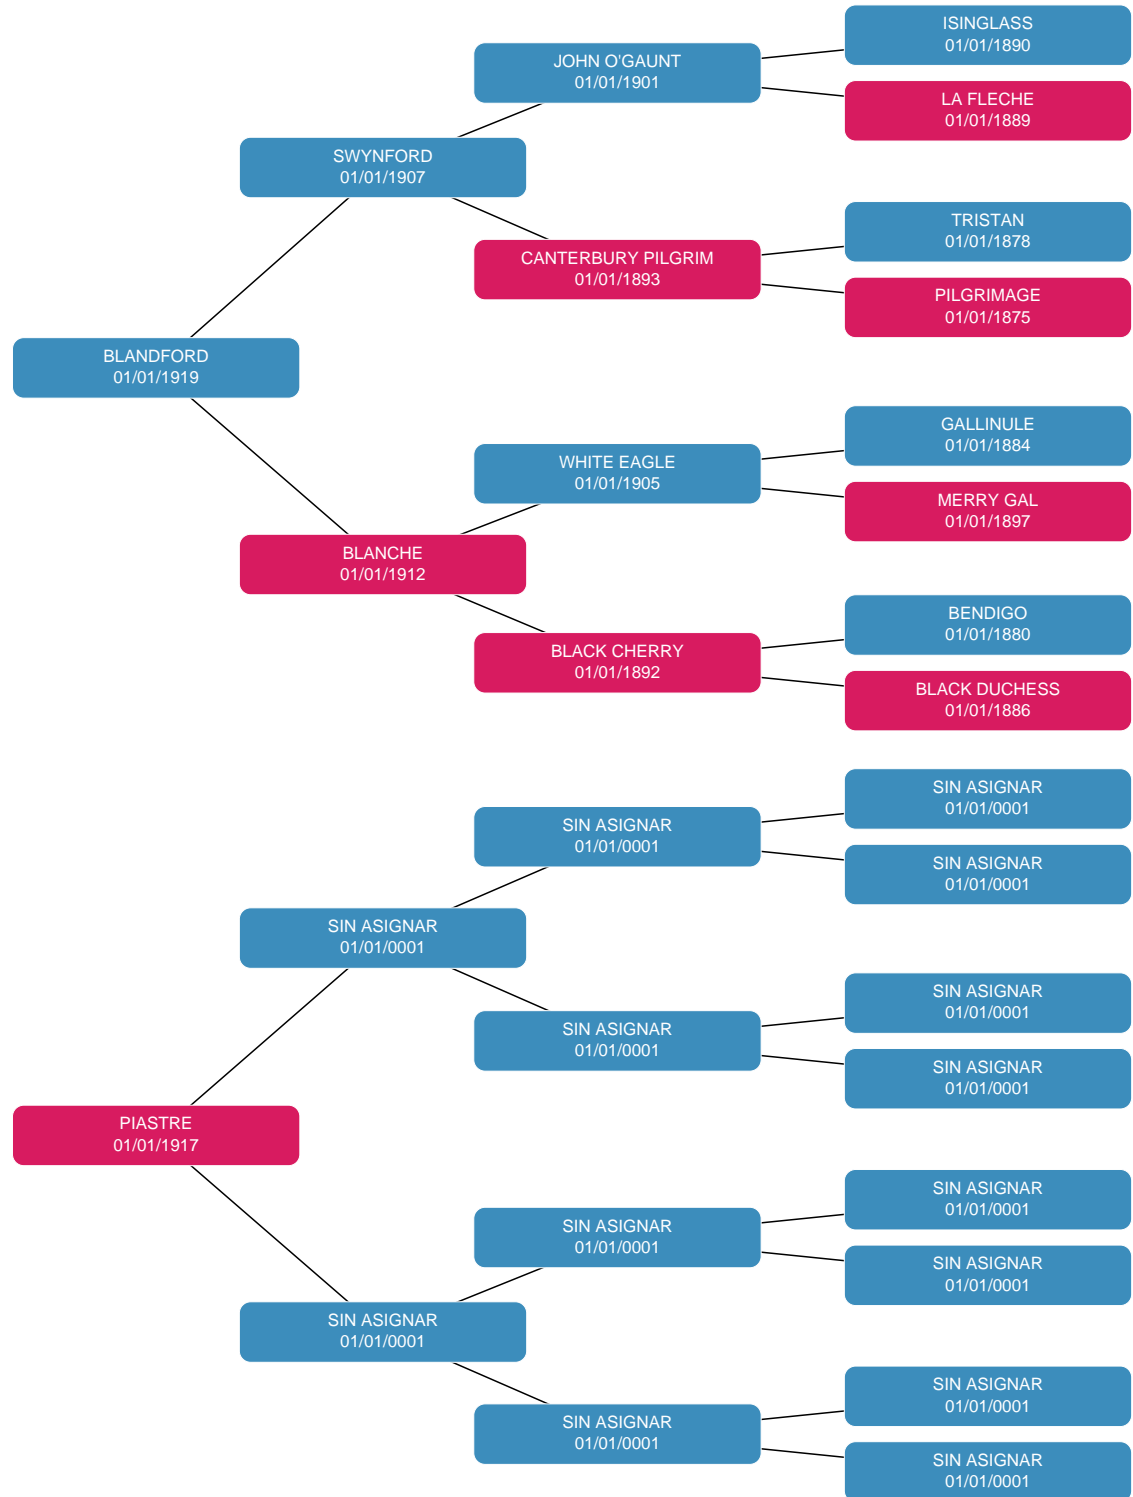 ISINGLASS
01/01/1890
JOHN O'GAUNT
01/01/1901
LA FLECHE
01/01/1889
SWYNFORD
01/01/1907
TRISTAN
01/01/1878
CANTERBURY PILGRIM
01/01/1893
PILGRIMAGE
01/01/1875
BLANDFORD
01/01/1919
GALLINULE
01/01/1884
WHITE EAGLE
01/01/1905
MERRY GAL
01/01/1897
BLANCHE
01/01/1912
BENDIGO
01/01/1880
BLACK CHERRY
01/01/1892
BLACK DUCHESS
01/01/1886
SIN ASIGNAR
01/01/0001
SIN ASIGNAR
01/01/0001
SIN ASIGNAR
01/01/0001
SIN ASIGNAR
01/01/0001
SIN ASIGNAR
01/01/0001
SIN ASIGNAR
01/01/0001
SIN ASIGNAR
01/01/0001
PIASTRE
01/01/1917
SIN ASIGNAR
01/01/0001
SIN ASIGNAR
01/01/0001
SIN ASIGNAR
01/01/0001
SIN ASIGNAR
01/01/0001
SIN ASIGNAR
01/01/0001
SIN ASIGNAR
01/01/0001
SIN ASIGNAR
01/01/0001